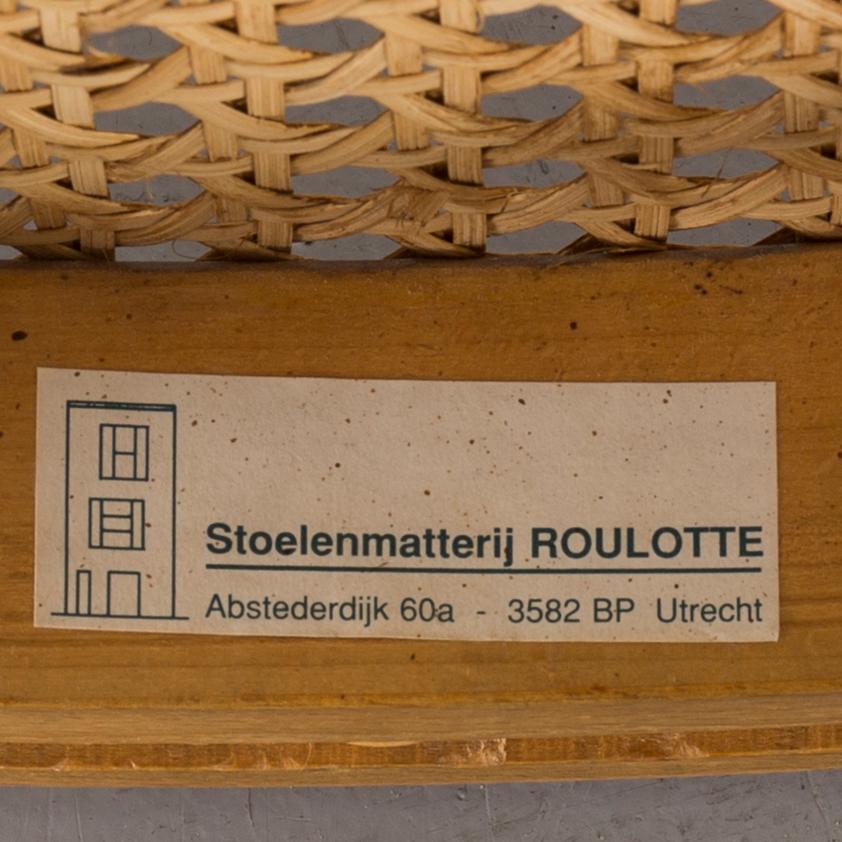 Stoelenmatterij ROULOTTE
Abstederdijk 60a - 3582 BP Utrecht